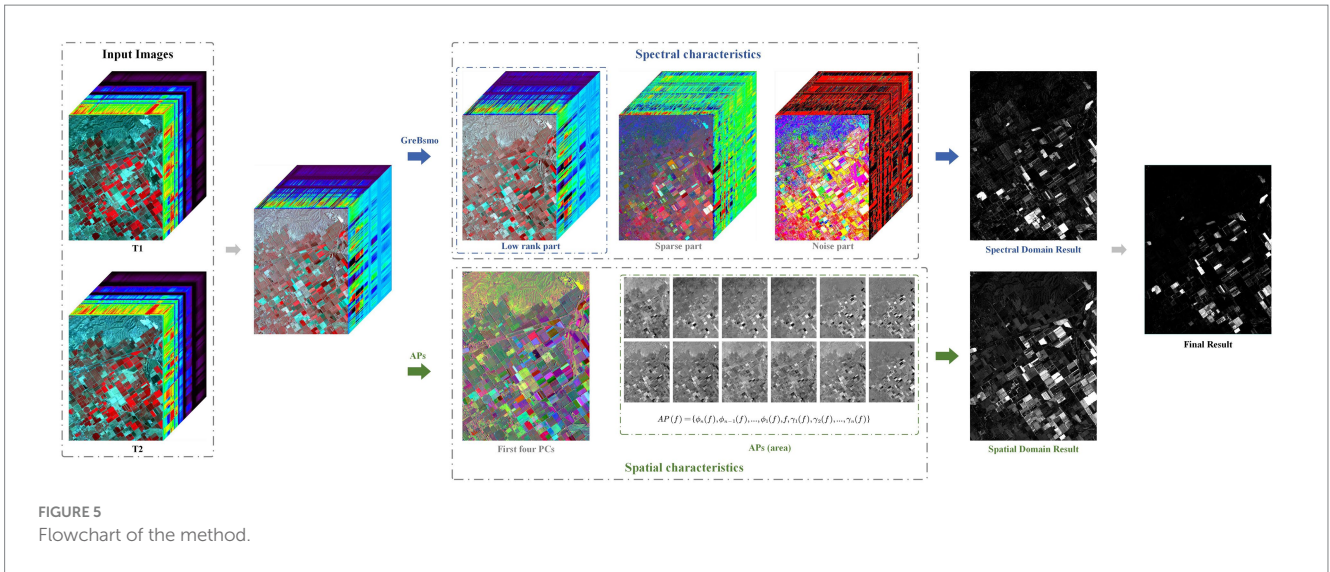 Input Images
T1
T2
GreBsmo
APs
Spectral characteristics
Low rank part
Sparse part
Noise part
First four PCs
AP(f)={ϕₙ(f),ϕₙ₋₁(f),...,ϕ₁(f),f,γ₁(f),γ₂(f),...,γₙ(f)}
APs (area)
Spatial characteristics
Spectral Domain Result
Spatial Domain Result
Final Result
FIGURE 5
Flowchart of the method.